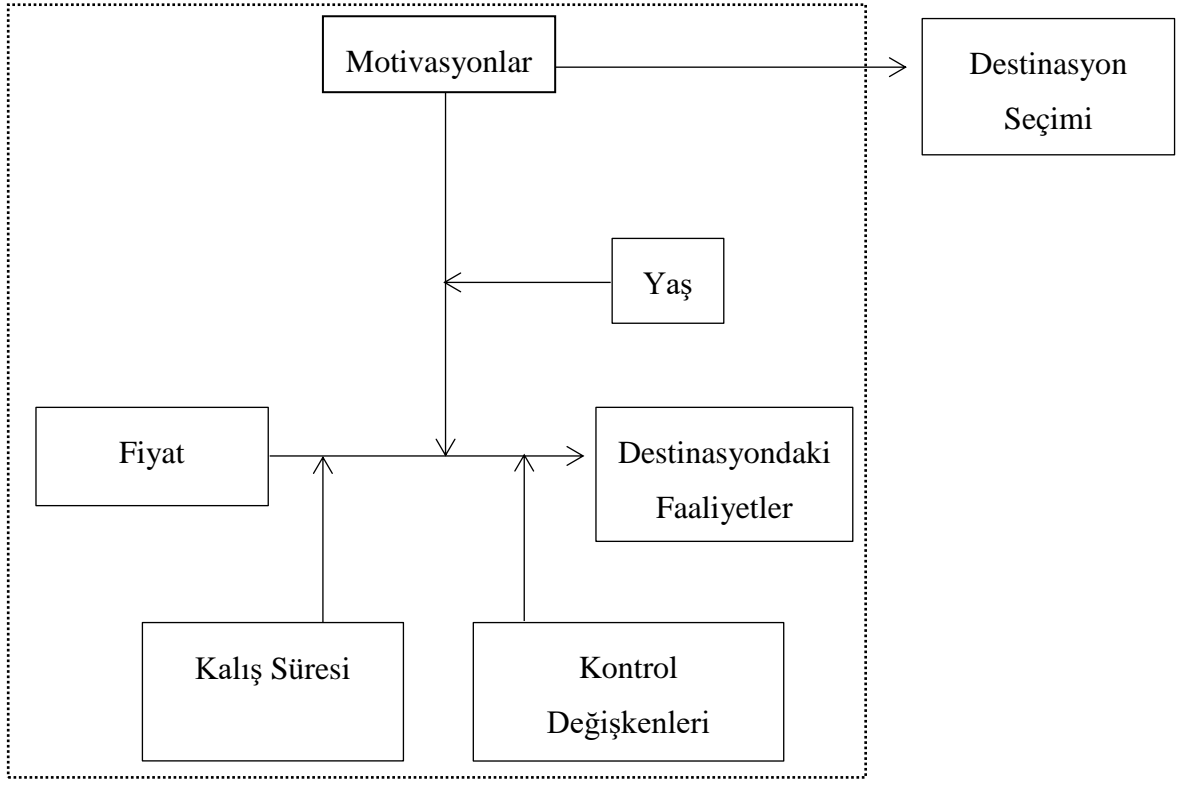 Motivasyonlar
Destinasyon
Seçimi
Yaş
Fiyat
Destinasyondaki
Faaliyetler
Kalış Süresi
Kontrol
Değişkenleri